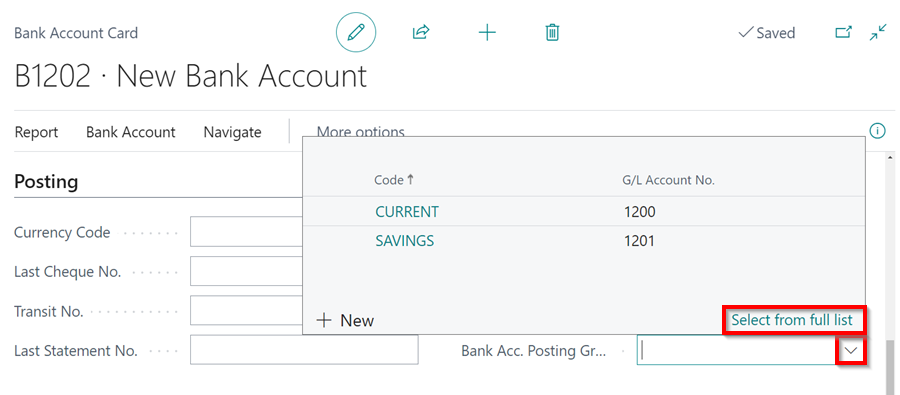 Bank Account Card
Saved
B1202 · New Bank Account
Report Bank Account Navigate More options
Posting
Code ↑ G/L Account No.
CURRENT 1200
SAVINGS 1201
+ New Select from full list
Currency Code
Last Cheque No.
Transit No.
Last Statement No. Bank Acc. Posting Gr...